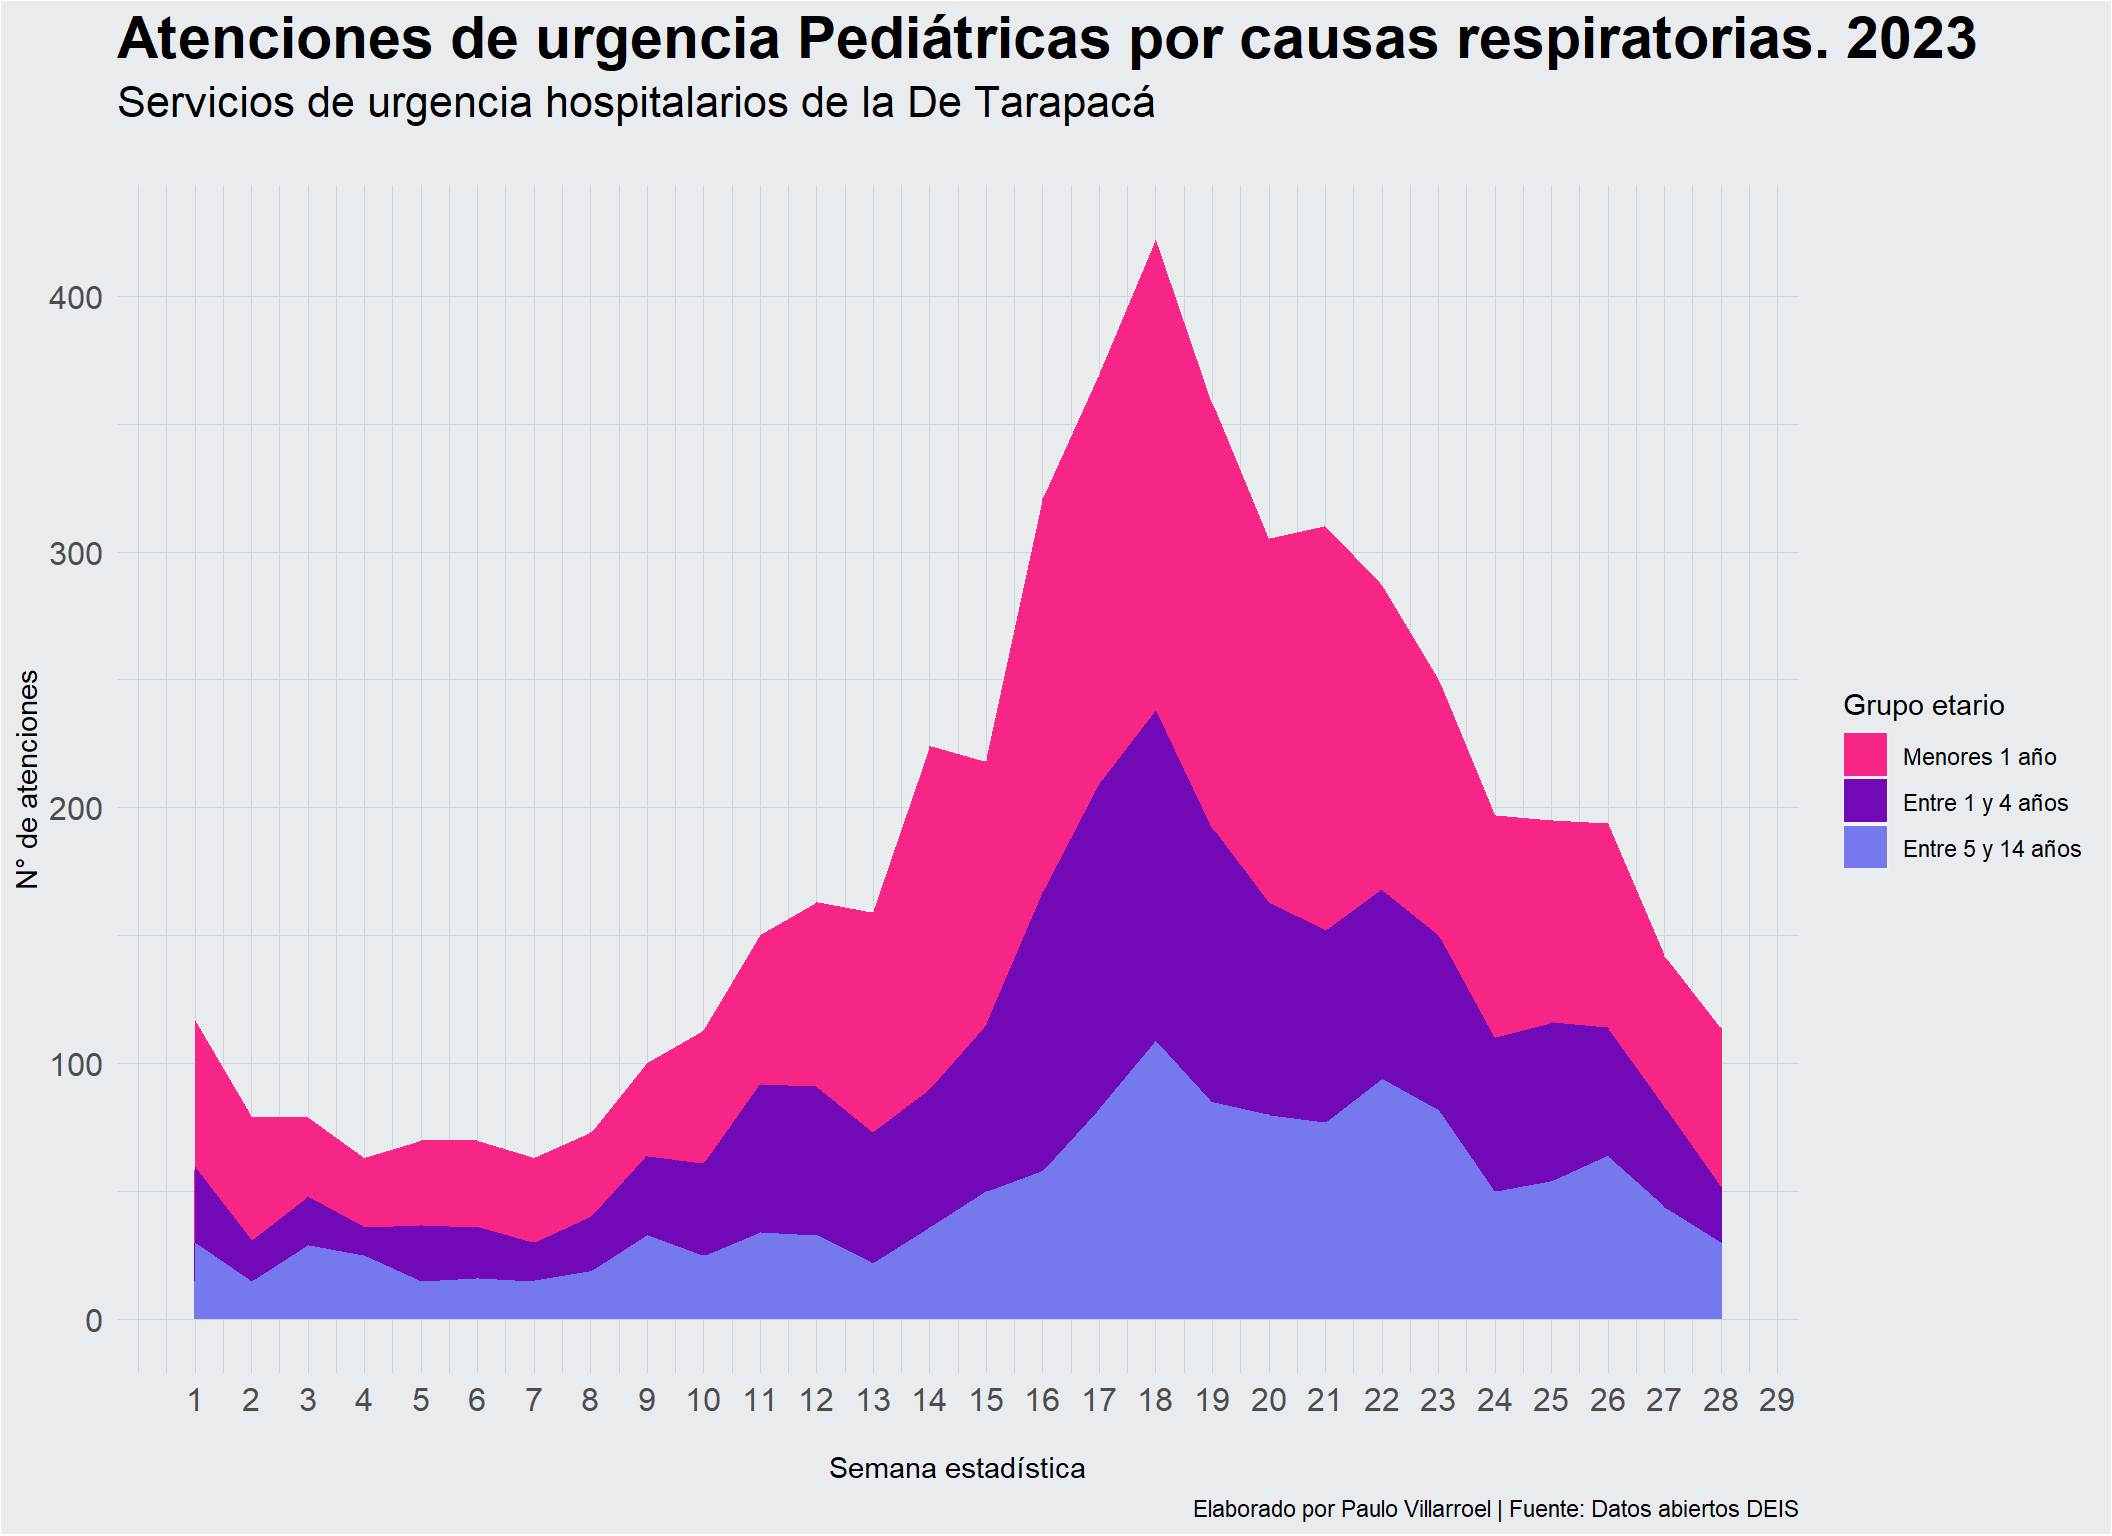 Atenciones de urgencia Pediátricas por causas respiratorias. 2023
Servicios de urgencia hospitalarios de la De Tarapacá
400
300
200
100
0
N° de atenciones
1 2 3 4 5 6 7 8 9 10 11 12 13 14 15 16 17 18 19 20 21 22 23 24 25 26 27 28 29
Semana estadística
Grupo etario
Menores 1 año
Entre 1 y 4 años
Entre 5 y 14 años
Elaborado por Paulo Villarroel | Fuente: Datos abiertos DEIS